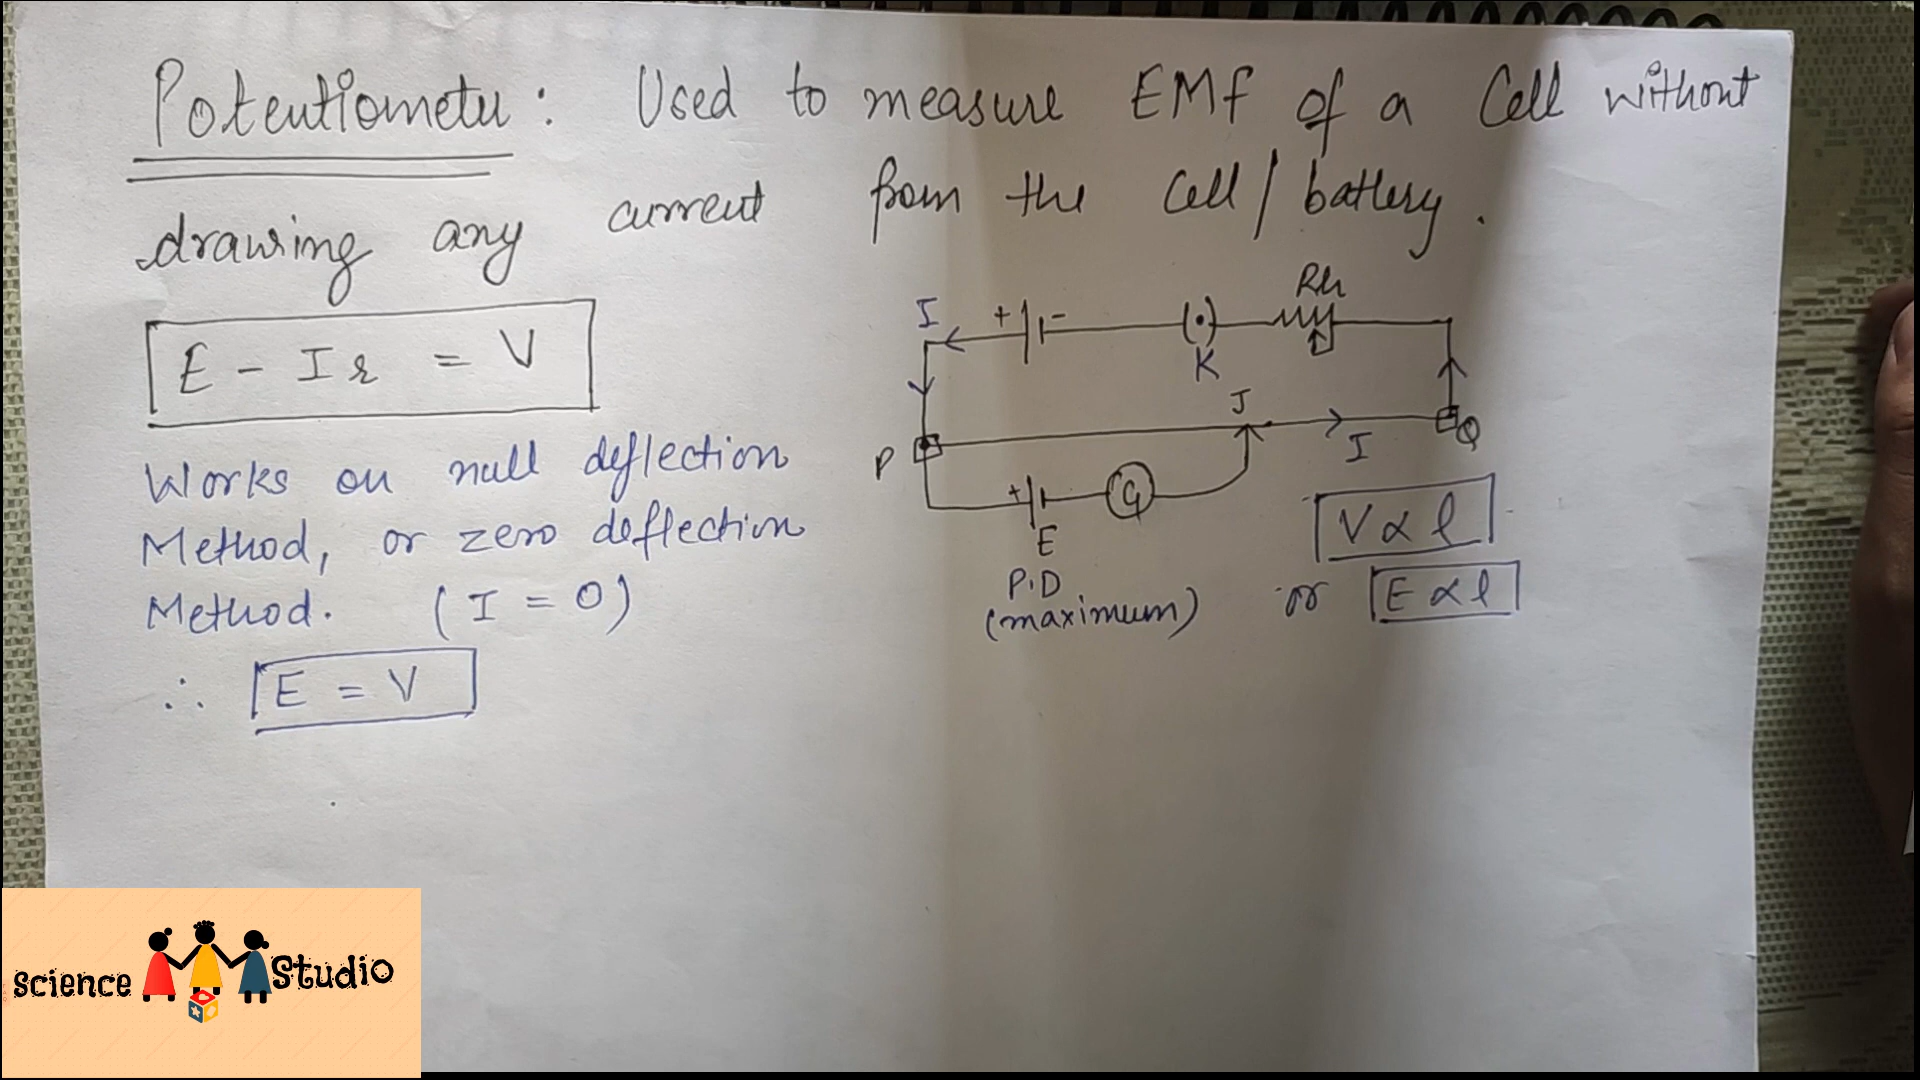 Potentiometer: Used to measure EMf of a Cell without
drawing any current from the Cell/battery.
E - Ir = V
Works on null deflection
Method, or zero deflection
Method. (I = 0)
∴ E = V
I + - K Rh
P J I Q
+ E G
P.D
(maximum)
V ∝ l
or E ∝ l
Science Studio